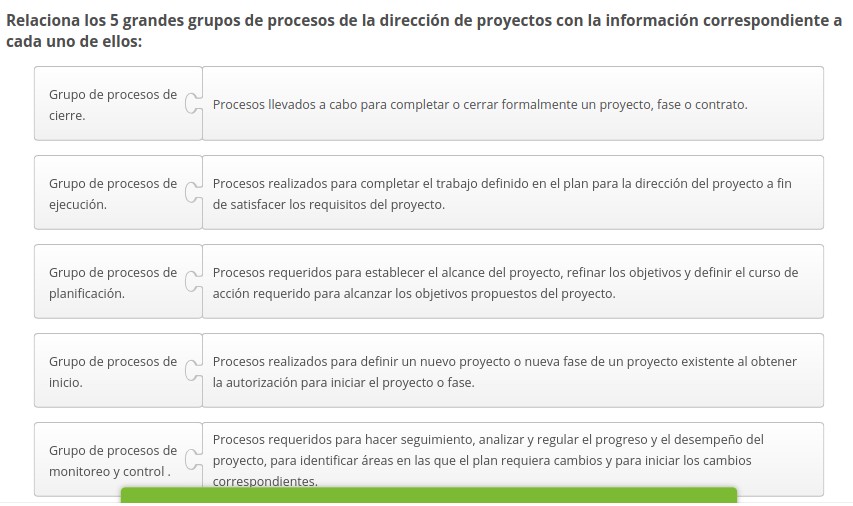 Relaciona los 5 grandes grupos de procesos de la dirección de proyectos con la información correspondiente a
cada uno de ellos:
Grupo de procesos de
cierre.
Procesos llevados a cabo para completar o cerrar formalmente un proyecto, fase o contrato.
Grupo de procesos de
ejecución.
Procesos realizados para completar el trabajo definido en el plan para la dirección del proyecto a fin
de satisfacer los requisitos del proyecto.
Grupo de procesos de
planificación.
Procesos requeridos para establecer el alcance del proyecto, refinar los objetivos y definir el curso de
acción requerido para alcanzar los objetivos propuestos del proyecto.
Grupo de procesos de
inicio.
Procesos realizados para definir un nuevo proyecto o nueva fase de un proyecto existente al obtener
la autorización para iniciar el proyecto o fase.
Grupo de procesos de
monitoreo y control .
Procesos requeridos para hacer seguimiento, analizar y regular el progreso y el desempeño del
proyecto, para identificar áreas en las que el plan requiera cambios y para iniciar los cambios
correspondientes.